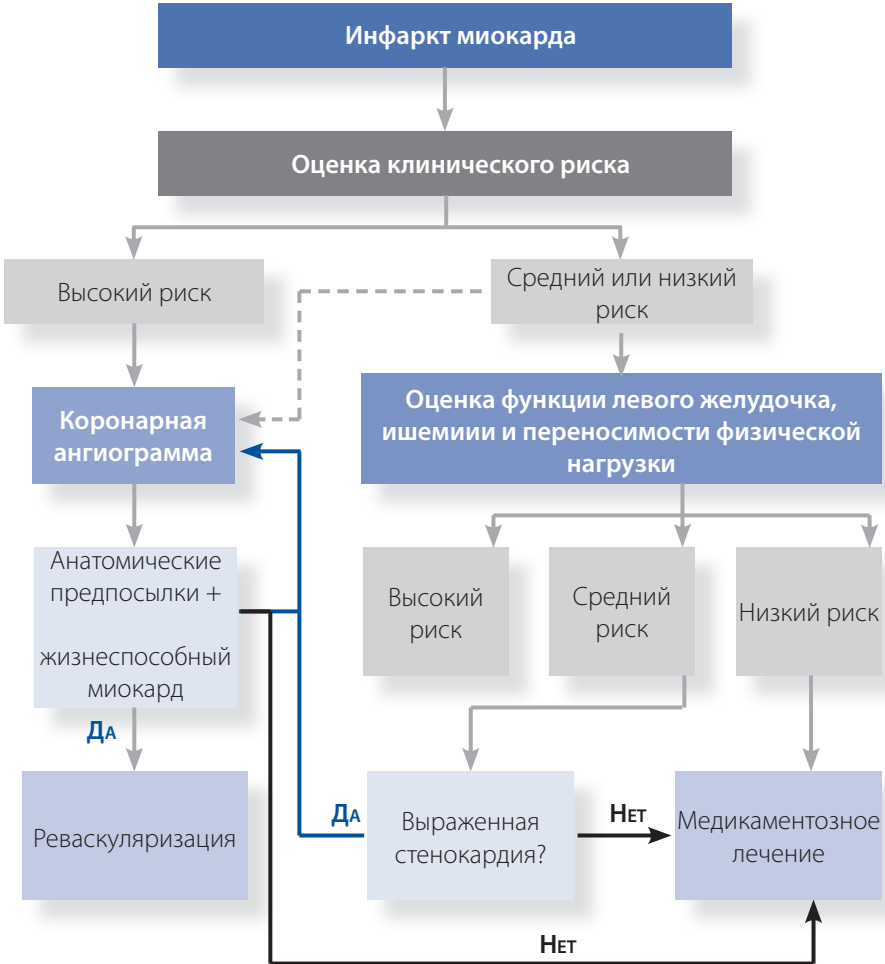 Инфаркт миокарда
Оценка клинического риска
Высокий риск
Средний или низкий
риск
Коронарная
ангиограмма
Оценка функции левого желудочка,
ишемиии и переносимости физической
нагрузки
Анатомические
предпосылки +
жизнеспособный
миокард
Высокий
риск
Средний
риск
Низкий риск
ДА
Реваскуляризация
ДА
Выраженная
стенокардия?
НЕТ
Медикаментозное
лечение
НЕТ